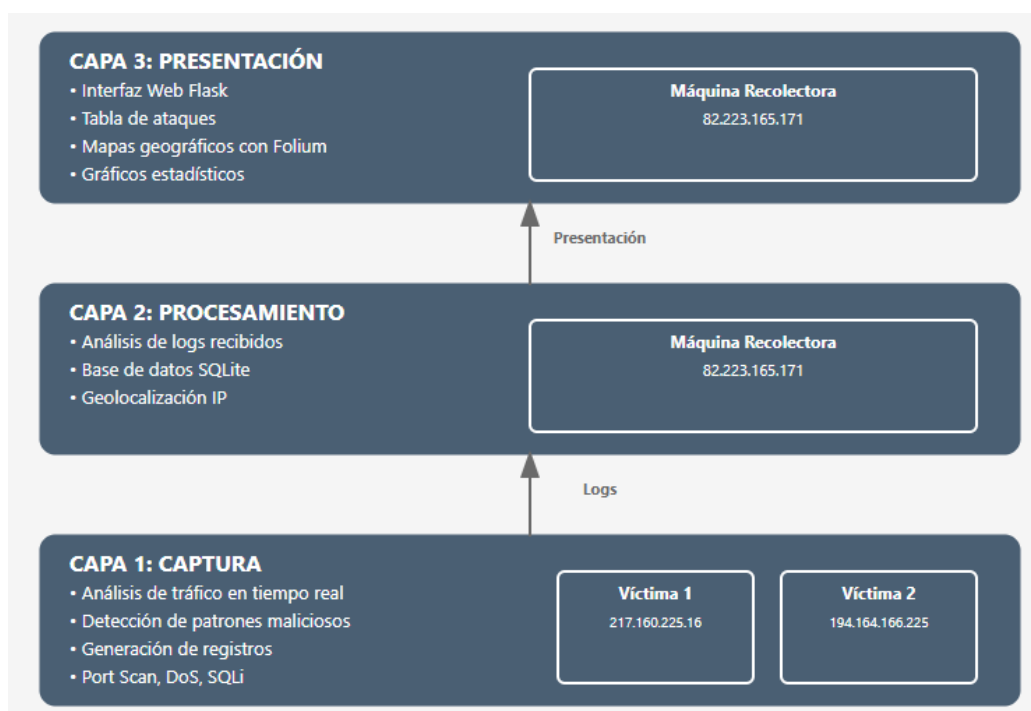 CAPA 3: PRESENTACIÓN
• Interfaz Web Flask
• Tabla de ataques
• Mapas geográficos con Folium
• Gráficos estadísticos
Máquina Recolectora
82.223.165.171
Presentación
CAPA 2: PROCESAMIENTO
• Análisis de logs recibidos
• Base de datos SQLite
• Geolocalización IP
Máquina Recolectora
82.223.165.171
Logs
CAPA 1: CAPTURA
• Análisis de tráfico en tiempo real
• Detección de patrones maliciosos
• Generación de registros
• Port Scan, DoS, SQLi
Víctima 1
217.160.225.16
Víctima 2
194.164.166.225